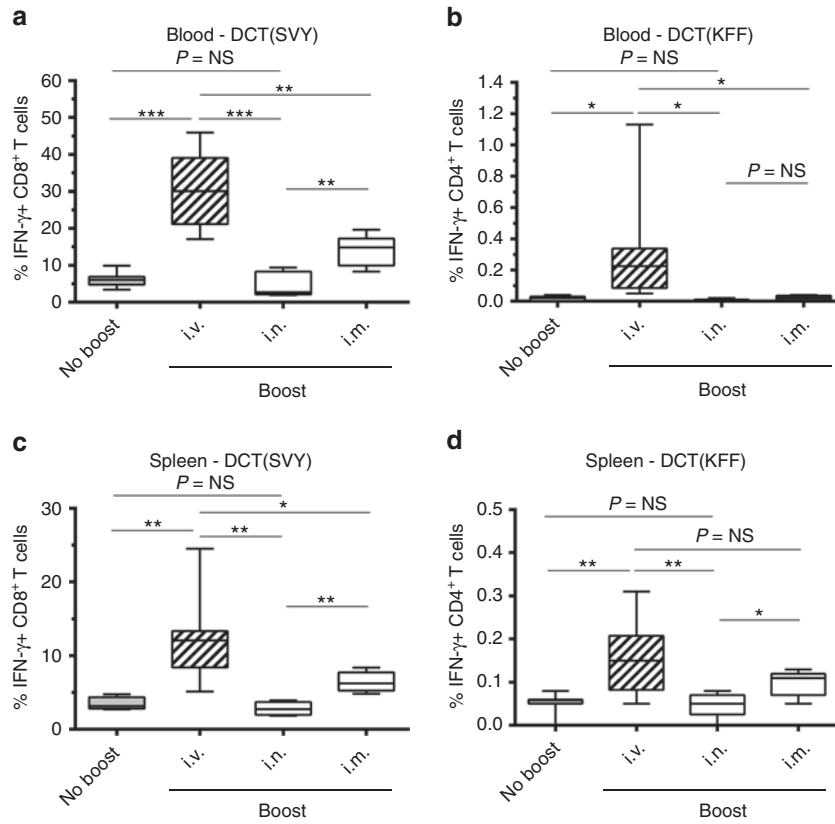 a
Blood - DCT(SVY)
P = NS
**
***
***
**
60
50
40
30
20
10
0
% IFN-γ+ CD8+ T cells
No boost
i.v.
i.n.
i.m.
Boost
b
Blood - DCT(KFF)
P = NS
*
*
*
P = NS
1.4
1.2
1.0
0.8
0.6
0.4
0.2
0.0
% IFN-γ+ CD4+ T cells
No boost
i.v.
i.n.
i.m.
Boost
c
Spleen - DCT(SVY)
P = NS
*
**
**
**
30
20
10
0
% IFN-γ+ CD8+ T cells
No boost
i.v.
i.n.
i.m.
Boost
d
Spleen - DCT(KFF)
P = NS
P = NS
**
**
*
0.5
0.4
0.3
0.2
0.1
0.0
% IFN-γ+ CD4+ T cells
No boost
i.v.
i.n.
i.m.
Boost